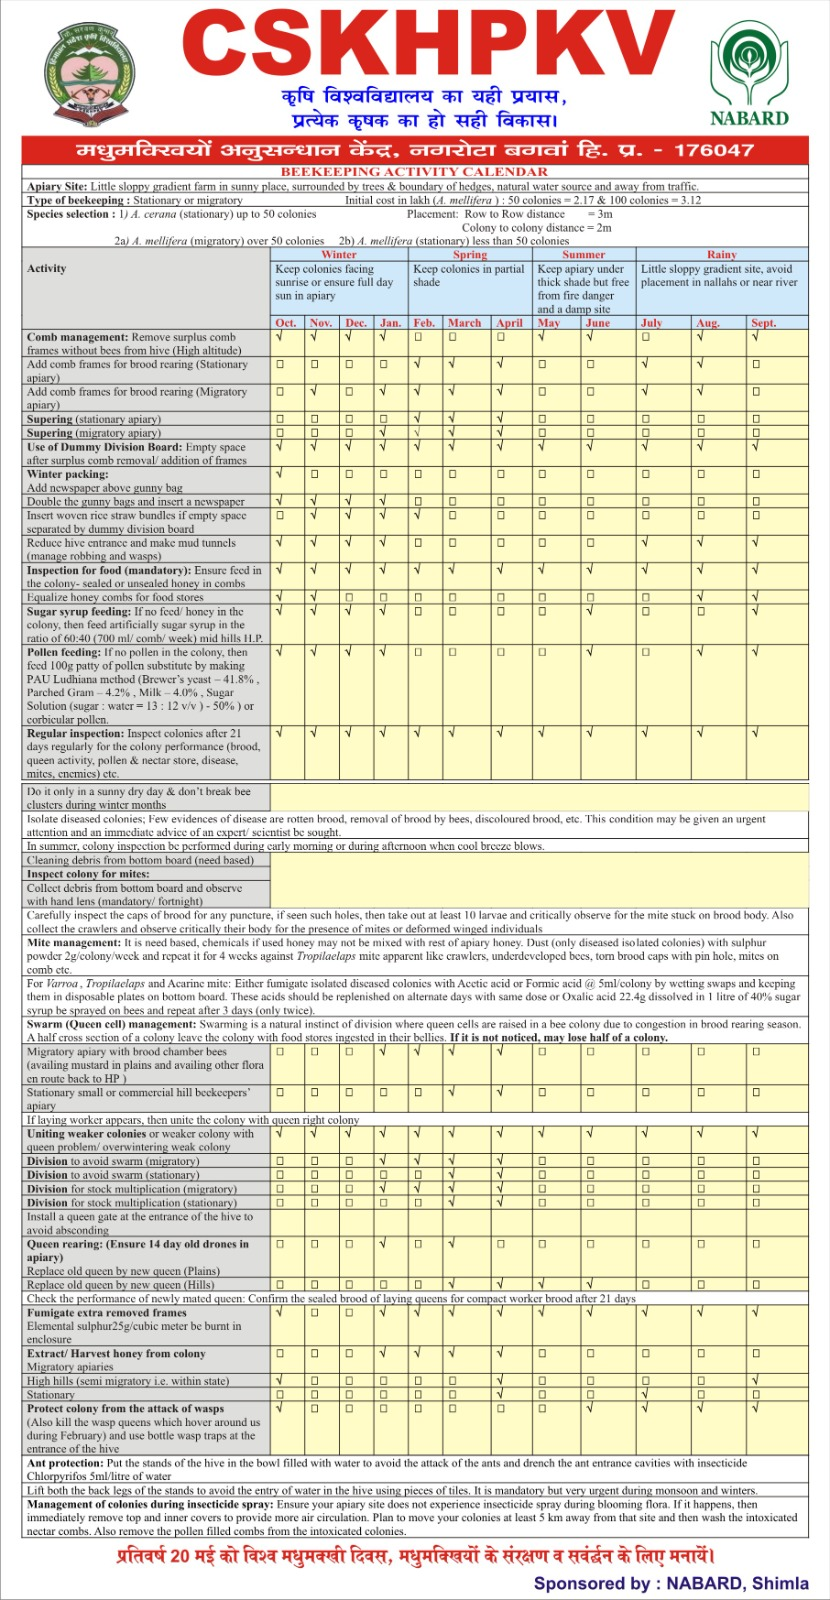 CSKHPKV
कृषि विश्वविद्यालय का यही प्रयास,
प्रत्येक कृषक का हो सही विकास।
NABARD
मधुमक्खियों अनुसन्धान केंद्र, नगरोटा बगवां हि. प्र. - 176047
BEEKEEPING ACTIVITY CALENDAR
Apiary Site: Little sloppy gradient farm in sunny place, surrounded by trees & boundary of hedges, natural water source and away from traffic.
Type of beekeeping : Stationary or migratory Initial cost in lakh (A. mellifera ) : 50 colonies = 2.17 & 100 colonies = 3.12
Species selection : 1) A. cerana (stationary) up to 50 colonies Placement: Row to Row distance = 3m
Colony to colony distance = 2m
2a) A. mellifera (migratory) over 50 colonies 2b) A. mellifera (stationary) less than 50 colonies
Activity Winter Spring Summer Rainy
Keep colonies facing sunrise or ensure full day sun in apiary
Keep colonies in partial shade
Keep apiary under thick shade but free from fire danger and a damp site
Little sloppy gradient site, avoid placement in nallahs or near river
Oct. Nov. Dec. Jan. Feb. March April May June July Aug. Sept.
Comb management: Remove surplus comb
frames without bees from hive (High altitude) √ √ √ √ □ □ □ √ √ □ √ √
Add comb frames for brood rearing (Stationary
apiary) □ □ □ □ √ √ √ □ □ √ √ □
Add comb frames for brood rearing (Migratory
apiary) □ √ □ √ √ √ √ □ □ √ √ □
Supering (stationary apiary) □ □ □ □ √ √ √ □ □ □ □ □
Supering (migratory apiary) □ □ □ √ √ √ √ □ □ □ □ □
Use of Dummy Division Board: Empty space
after surplus comb removal/ addition of frames √ √ √ √ √ √ √ √ √ √ √ √
Winter packing:
Add newspaper above gunny bag √ □ □ □ □ □ □ □ □ □ □ □
Double the gunny bags and insert a newspaper √ √ √ √ □ □ □ □ □ □ □ □
Insert woven rice straw bundles if empty space
separated by dummy division board □ √ √ √ √ □ □ □ □ □ □ □
Reduce hive entrance and make mud tunnels
(manage robbing and wasps) √ √ √ √ □ □ □ □ □ √ √ √
Inspection for food (mandatory): Ensure feed in
the colony- sealed or unsealed honey in combs √ √ √ √ √ √ √ √ √ √ √ √
Equalize honey combs for food stores √ √ □ □ □ □ □ □ □ □ √ √
Sugar syrup feeding: If no feed/ honey in the
colony, then feed artificially sugar syrup in the
ratio of 60:40 (700 ml/ comb/ week) mid hills H.P. √ √ √ √ □ □ □ □ √ □ □ √
Pollen feeding: If no pollen in the colony, then
feed 100g patty of pollen substitute by making
PAU Ludhiana method (Brewer's yeast – 41.8% ,
Parched Gram – 4.2% , Milk – 4.0% , Sugar
Solution (sugar : water = 13 : 12 v/v ) - 50% ) or
corbicular pollen. √ √ √ √ □ □ □ □ √ □ √ √
Regular inspection: Inspect colonies after 21
days regularly for the colony performance (brood,
queen activity, pollen & nectar store, disease,
mites, enemies) etc. √ √ √ √ √ √ √ √ √ √ √ √
Do it only in a sunny dry day & don't break bee
clusters during winter months
Isolate diseased colonies; Few evidences of disease are rotten brood, removal of brood by bees, discoloured brood, etc. This condition may be given an urgent
attention and an immediate advice of an expert/ scientist be sought.
In summer, colony inspection be performed during early morning or during afternoon when cool breeze blows.
Cleaning debris from bottom board (need based)
Inspect colony for mites:
Collect debris from bottom board and observe
with hand lens (mandatory/ fortnight)
Carefully inspect the caps of brood for any puncture, if seen such holes, then take out at least 10 larvae and critically observe for the mite stuck on brood body. Also
collect the crawlers and observe critically their body for the presence of mites or deformed winged individuals
Mite management: It is need based, chemicals if used honey may not be mixed with rest of apiary honey. Dust (only diseased isolated colonies) with sulphur
powder 2g/colony/week and repeat it for 4 weeks against Tropilaelaps mite apparent like crawlers, underdeveloped bees, torn brood caps with pin hole, mites on
comb etc.
For Varroa , Tropilaelaps and Acarine mite: Either fumigate isolated diseased colonies with Acetic acid or Formic acid @ 5ml/colony by wetting swaps and keeping
them in disposable plates on bottom board. These acids should be replenished on alternate days with same dose or Oxalic acid 22.4g dissolved in 1 litre of 40% sugar
syrup be sprayed on bees and repeat after 3 days (only twice).
Swarm (Queen cell) management: Swarming is a natural instinct of division where queen cells are raised in a bee colony due to congestion in brood rearing season.
A half cross section of a colony leave the colony with food stores ingested in their bellies. If it is not noticed, may lose half of a colony.
Migratory apiary with brood chamber bees
(availing mustard in plains and availing other flora
en route back to HP ) □ □ □ √ √ √ √ □ □ □ □ □
Stationary small or commercial hill beekeepers'
apiary □ □ □ □ □ √ √ □ □ □ □ □
If laying worker appears, then unite the colony with queen right colony
Uniting weaker colonies or weaker colony with
queen problem/ overwintering weak colony √ √ √ √ √ √ √ √ √ √ √ √
Division to avoid swarm (migratory) □ □ □ √ √ √ √ □ □ □ □ □
Division to avoid swarm (stationary) □ □ □ □ □ √ √ □ □ □ □ □
Division for stock multiplication (migratory) □ □ □ √ √ √ √ □ □ □ □ □
Division for stock multiplication (stationary) □ □ □ □ □ √ √ □ □ □ □ □
Install a queen gate at the entrance of the hive to
avoid absconding
Queen rearing: (Ensure 14 day old drones in
apiary)
Replace old queen by new queen (Plains) □ □ □ √ □ √ □ □ □ □ □ □
Replace old queen by new queen (Hills) □ □ □ □ □ √ √ √ √ □ □ □
Check the performance of newly mated queen: Confirm the sealed brood of laying queens for compact worker brood after 21 days
Fumigate extra removed frames
Elemental sulphur25g/cubic meter be burnt in
enclosure √ □ □ √ √ √ √ √ √ √ √ √
Extract/ Harvest honey from colony
Migratory apiaries □ □ □ √ √ √ √ □ □ □ □ □
High hills (semi migratory i.e. within state) √ □ □ □ □ □ √ □ □ □ □ √
Stationary □ □ □ □ □ □ √ □ □ √ □ □
Protect colony from the attack of wasps
(Also kill the wasp queens which hover around us
during February) and use bottle wasp traps at the
entrance of the hive √ □ □ □ □ □ □ □ √ √ √ √
Ant protection: Put the stands of the hive in the bowl filled with water to avoid the attack of the ants and drench the ant entrance cavities with insecticide
Chlorpyrifos 5ml/litre of water
Lift both the back legs of the stands to avoid the entry of water in the hive using pieces of tiles. It is mandatory but very urgent during monsoon and winters.
Management of colonies during insecticide spray: Ensure your apiary site does not experience insecticide spray during blooming flora. If it happens, then
immediately remove top and inner covers to provide more air circulation. Plan to move your colonies at least 5 km away from that site and then wash the intoxicated
nectar combs. Also remove the pollen filled combs from the intoxicated colonies.
प्रतिवर्ष 20 मई को विश्व मधुमक्खी दिवस, मधुमक्खियों के संरक्षण व सवंर्द्धन के लिए मनायें।
Sponsored by : NABARD, Shimla